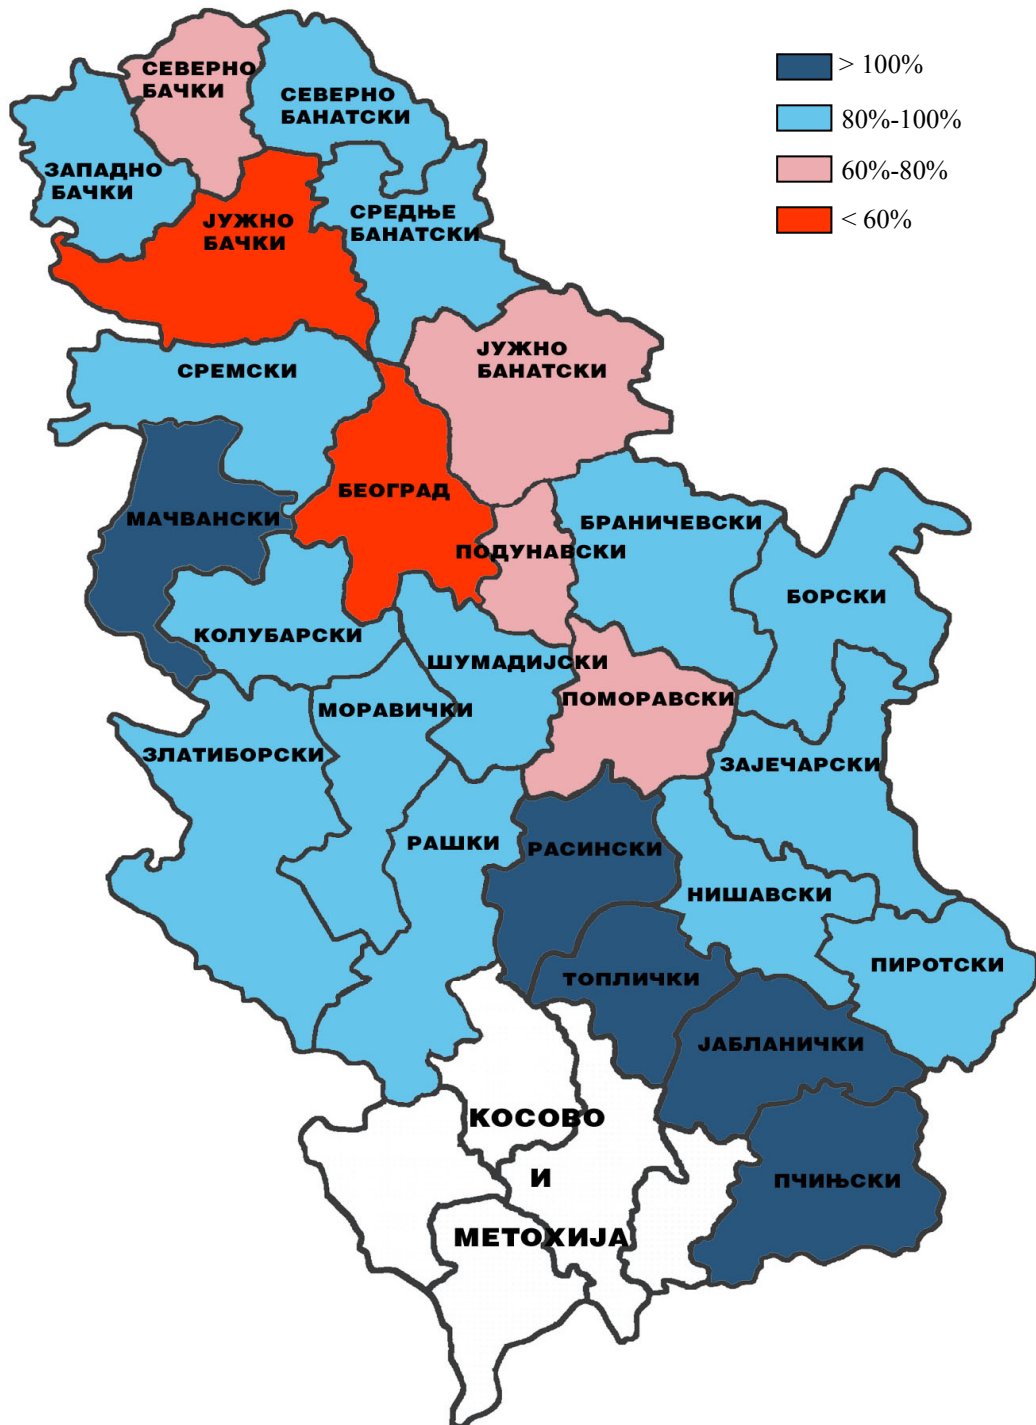 > 100%
80%-100%
60%-80%
< 60%
СЕВЕРНО
БАЧКИ
СЕВЕРНО
БАНАТСКИ
ЗАПАДНО
БАЧКИ
ЈУЖНО
БАЧКИ
СРЕДЊЕ
БАНАТСКИ
СРЕМСКИ
ЈУЖНО
БАНАТСКИ
БЕОГРАД
МАЧВАНСКИ
ПОДУНАВСКИ
БРАНИЧЕВСКИ
БОРСКИ
КОЛУБАРСКИ
ШУМАДИЈСКИ
МОРАВИЧКИ
ПОМОРАВСКИ
ЗЛАТИБОРСКИ
ЗАЈЕЧАРСКИ
РАШКИ
РАСИНСКИ
НИШАВСКИ
ТОПЛИЧКИ
ПИРОТСКИ
ЈАБЛАНИЧКИ
ПЧИЊСКИ
КОСОВО
И
МЕТОХИЈА